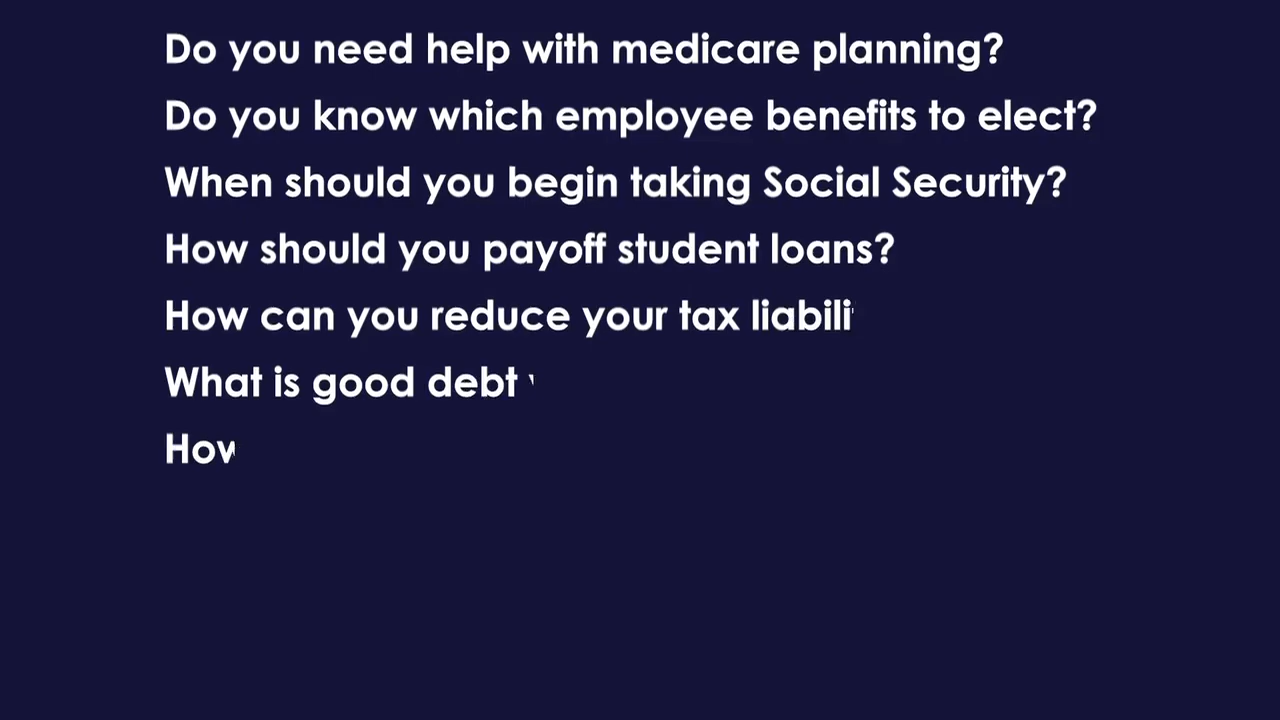 Do you need help with medicare planning?
Do you know which employee benefits to elect?
When should you begin taking Social Security?
How should you payoff student loans?
How can you reduce your tax
What is good debt